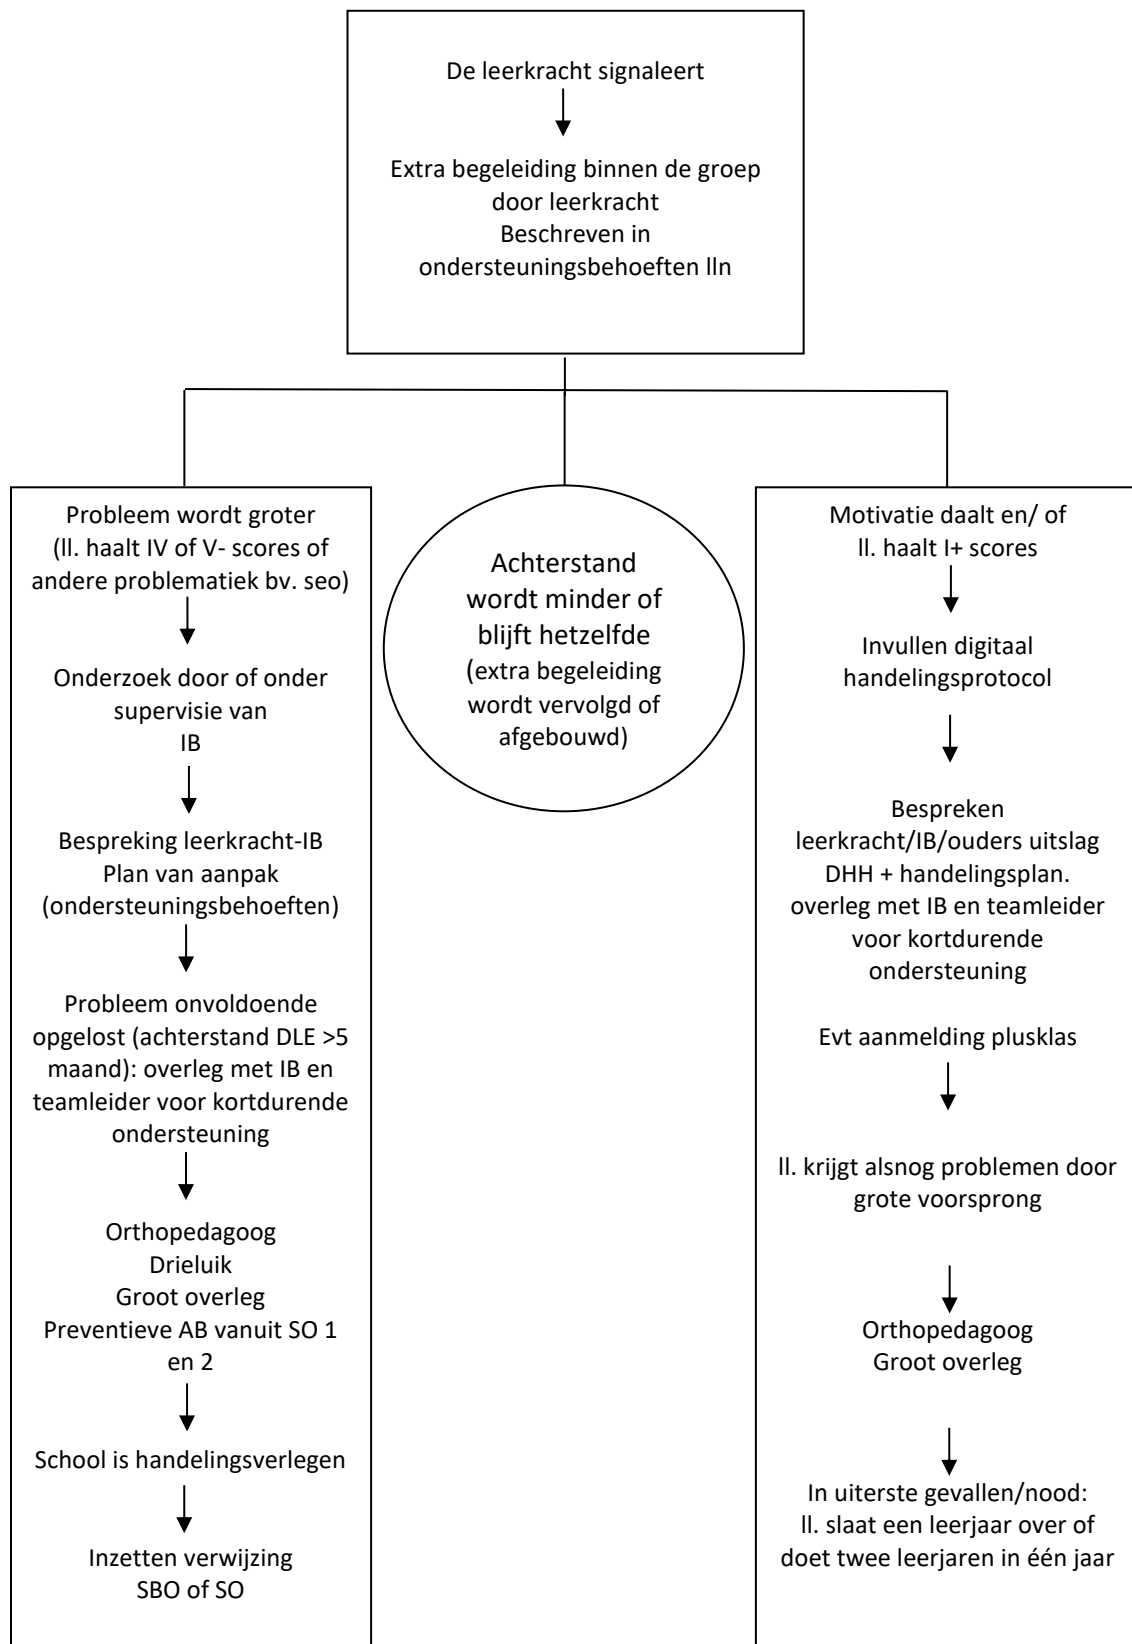 De leerkracht signaleert
Extra begeleiding binnen de groep
door leerkracht
Beschreven in
ondersteuningsbehoeften lln
Probleem wordt groter
(ll. haalt IV of V- scores of
andere problematiek bv. seo)
Onderzoek door of onder
supervisie van
IB
Bespreking leerkracht-IB
Plan van aanpak
(ondersteuningsbehoeften)
Probleem onvoldoende
opgelost (achterstand DLE >5
maand): overleg met IB en
teamleider voor kortdurende
ondersteuning
Orthopedagoog
Drieluik
Groot overleg
Preventieve AB vanuit SO 1
en 2
School is handelingsverlegen
Inzetten verwijzing
SBO of SO
Achterstand
wordt minder of
blijft hetzelfde
(extra begeleiding
wordt vervolgd of
afgebouwd)
Motivatie daalt en/ of
ll. haalt I+ scores
Invullen digitaal
handelingsprotocol
Bespreken
leerkracht/IB/ouders uitslag
DHH + handelingsplan.
overleg met IB en teamleider
voor kortdurende
ondersteuning
Evt aanmelding plusklas
ll. krijgt alsnog problemen door
grote voorsprong
Orthopedagoog
Groot overleg
In uiterste gevallen/nood:
ll. slaat een leerjaar over of
doet twee leerjaren in één jaar